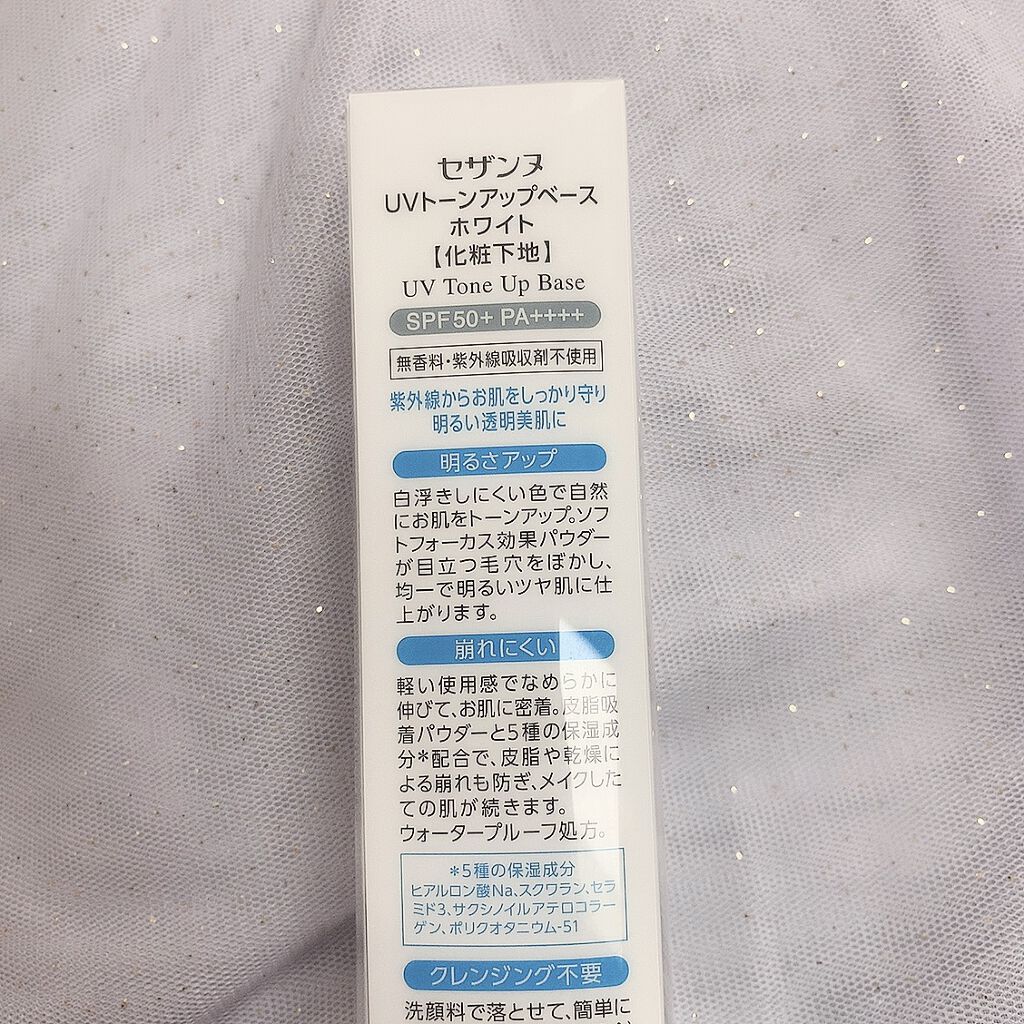 セザンヌ
UVトーンアップベース
ホワイト
【化粧下地】
UV Tone Up Base
SPF50+ PA++++
無香料・紫外線吸収剤不使用
紫外線からお肌をしっかり守り
明るい透明美肌に
明るさアップ
白浮きしにくい色で自然
にお肌をトーンアップ。ソフ
トフォーカス効果パウダー
が目立つ毛穴をぼかし、
均一で明るいツヤ肌に仕
上がります。
崩れにくい
軽い使用感でなめらかに
伸びて、お肌に密着。皮脂吸
着パウダーと5種の保湿成
分*配合で、皮脂や乾燥に
よる崩れも防ぎ、メイクした
ての肌が続きます。
ウォータープルーフ処方。
*5種の保湿成分
ヒアルロン酸Na、スクワラン、セラ
ミド3、サクシノイルアテロコラー
ゲン、ポリクオタニウム-51
クレンジング不要
洗顔料で落とせて、簡単に